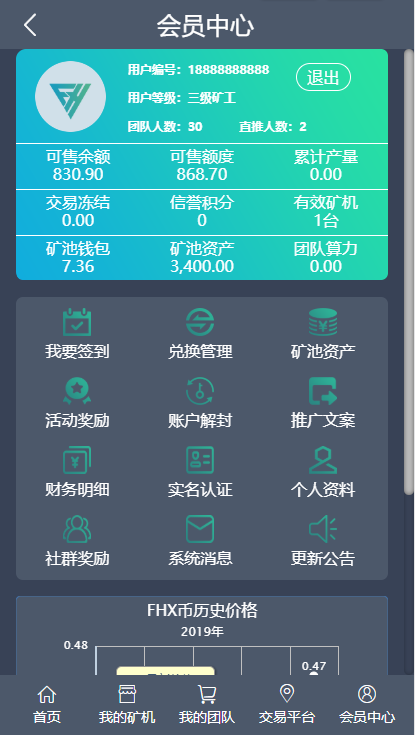 会员中心
用户编号：18888888888
退出
用户等级：三级矿工
团队人数：30 直推人数：2
可售余额 可售额度 累计产量
830.90 868.70 0.00
交易冻结 信誉积分 有效矿机
0.00 0 1台
矿池钱包 矿池资产 团队算力
7.36 3,400.00 0.00
我要签到 兑换管理 矿池资产
活动奖励 账户解封 推广文案
财务明细 实名认证 个人资料
社群奖励 系统消息 更新公告
FHX币历史价格
2019年
0.48
0.47
首页 我的矿机 我的团队 交易平台 会员中心